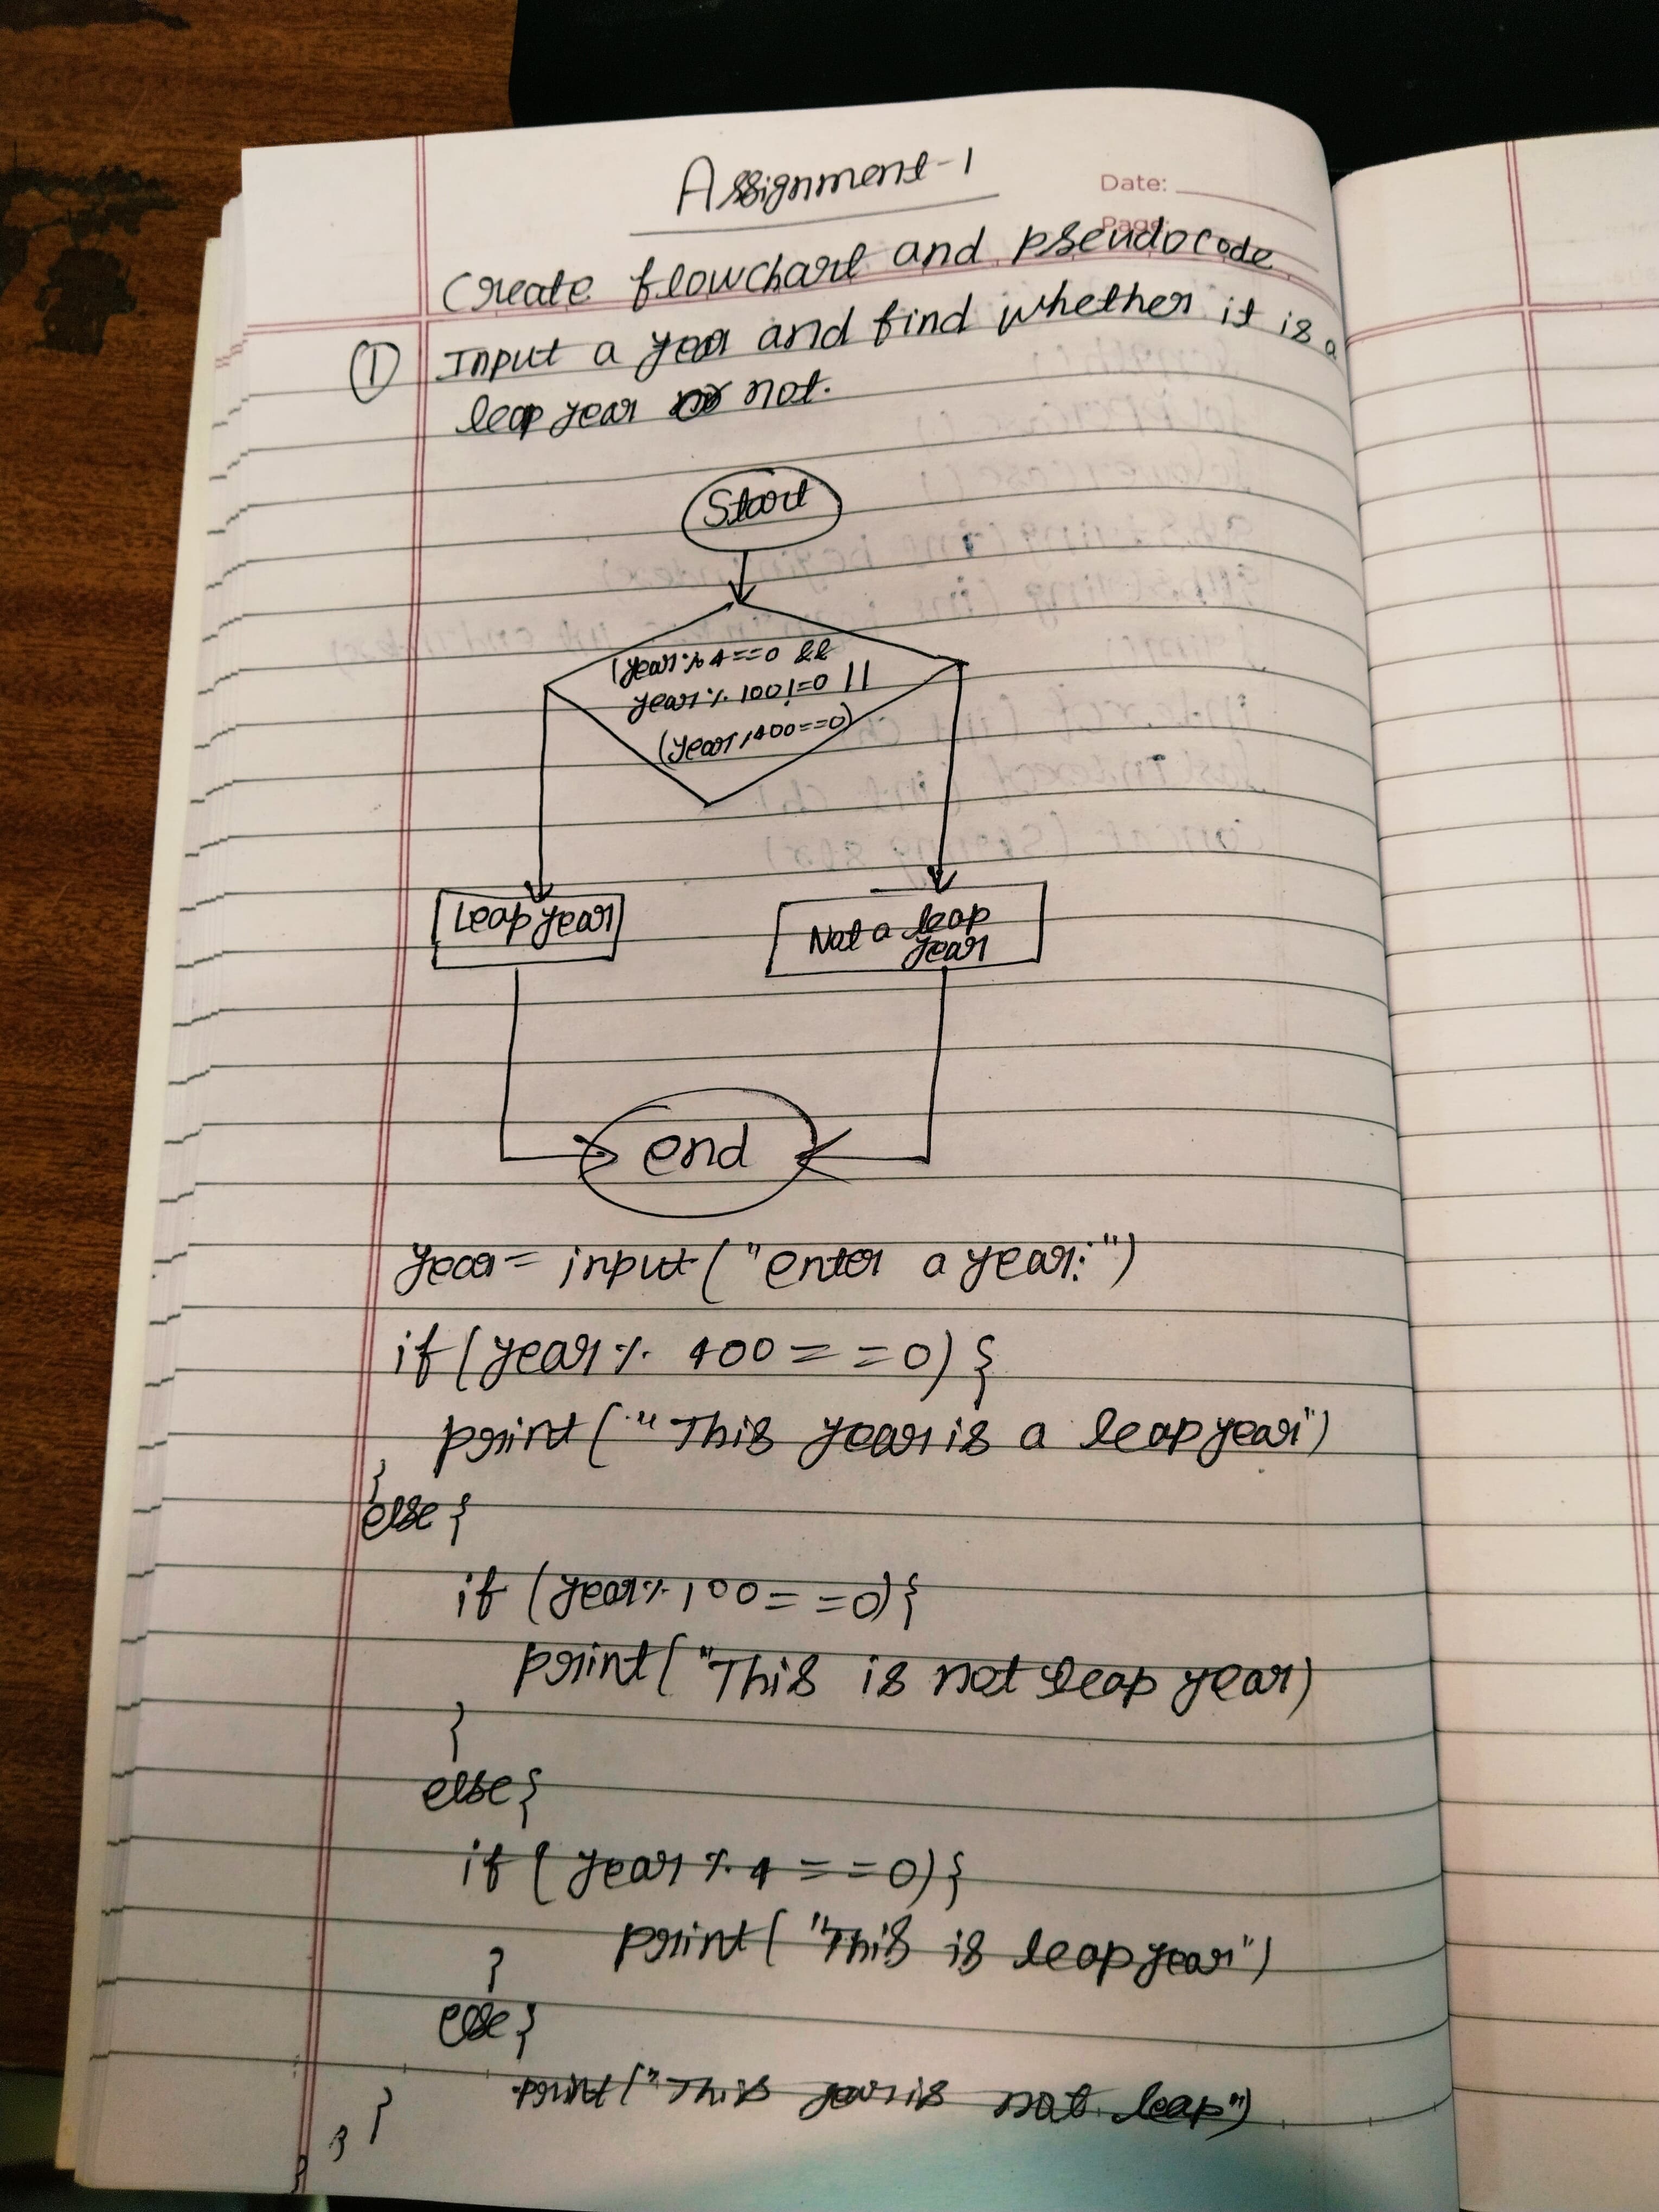 Assignment-1
Date:
Page:
Create flowchart and pseudocode
① Input a year and find whether it is a
leap year or not.
Start
(year % 4==0 &&
year % 100!=0 ||
(year % 400==0)
Leap year
Not a leap
year
end
year = input("enter a year:")
if (year % 400 = =0) {
print("This year is a leap year")
}
else {
if (year % 100 = =0) {
print("This is not leap year)
}
else {
if ( year % 4 = =0) {
print( "This is leap year")
}
else {
print("This year is not leap")
}
}
}